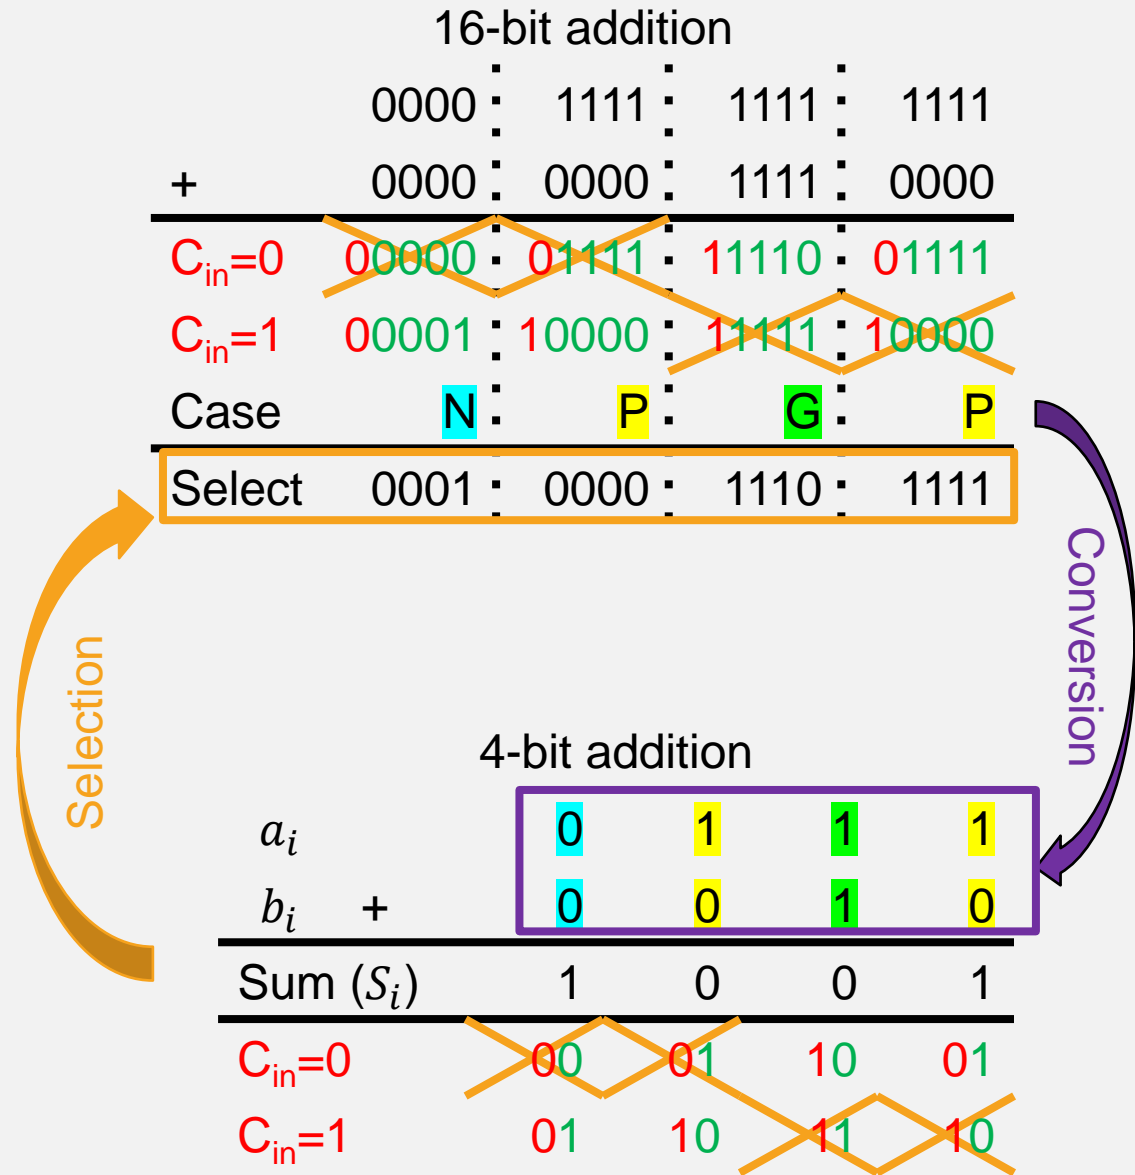 16-bit addition
0000 1111 1111 1111
+ 0000 0000 1111 0000
Cin=0 00000 01111 11110 01111
Cin=1 00001 10000 11111 10000
Case N P G P
Select 0001 0000 1110 1111
Conversion
Selection
4-bit addition
ai 0 1 1 1
bi + 0 0 1 0
Sum (Si) 1 0 0 1
Cin=0 00 01 10 01
Cin=1 01 10 11 10